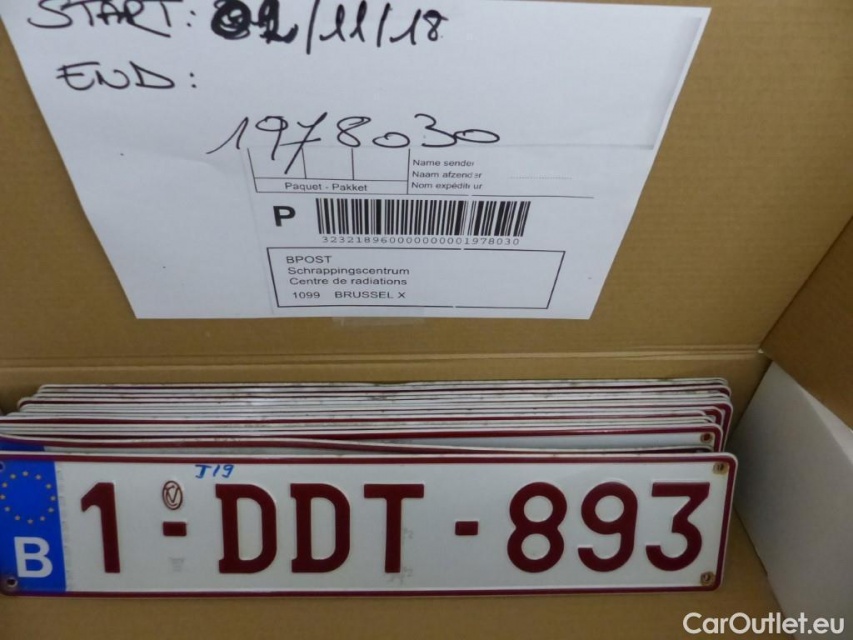 START: 02/11/18
END:
1978030
Name sender
Naam afzender
Paquet - Pakket
Nom expéditeur
P
3232189600000000001978030
BPOST
Schrappingscentrum
Centre de radiations
1099 BRUSSEL X
J19
B 1-DDT-893
CarOutlet.eu